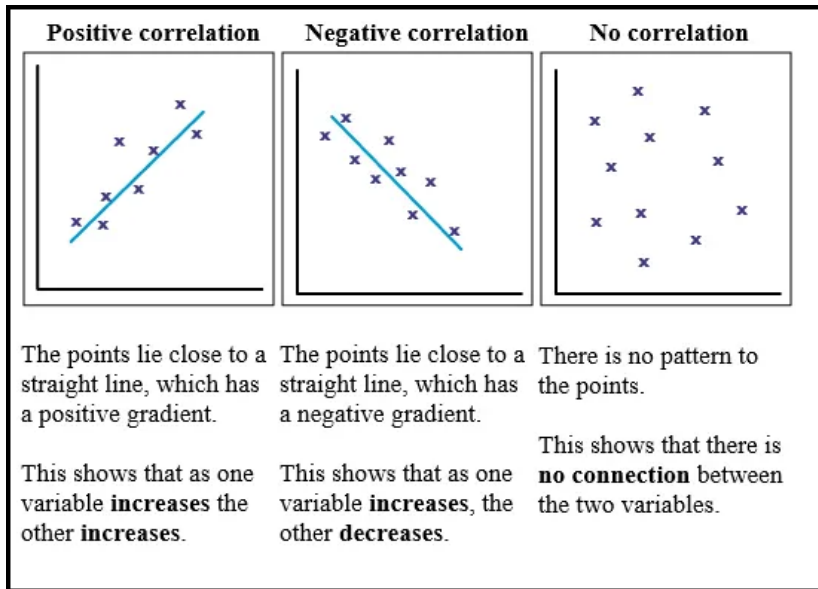 Positive correlation
Negative correlation
No correlation
The points lie close to a
straight line, which has
a positive gradient.
This shows that as one
variable increases the
other increases.
The points lie close to a
straight line, which has
a negative gradient.
This shows that as one
variable increases, the
other decreases.
There is no pattern to
the points.
This shows that there is
no connection between
the two variables.